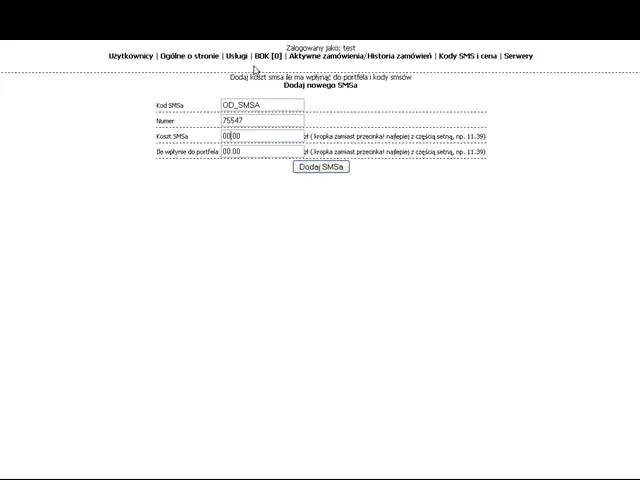 Zalogowany jako: test
Użytkownicy | Ogólne o stronie | Usługi | BOK [0] | Aktywne zamówienia/Historia zamówień | Kody SMS i cena | Serwery
Dodaj koszt smsa ile ma wpłynąć do portfela i kody smsów
Dodaj nowego SMSa
Kod SMSa OD_SMSA
Numer 75547
Koszt SMSa 00.00 zł ( kropka zamiast przecinka! najlepiej z częścią setną, np. 11.39)
Ile wpłynie do portfela 00.00 zł ( kropka zamiast przecinka! najlepiej z częścią setną, np. 11.39)
Dodaj SMSa